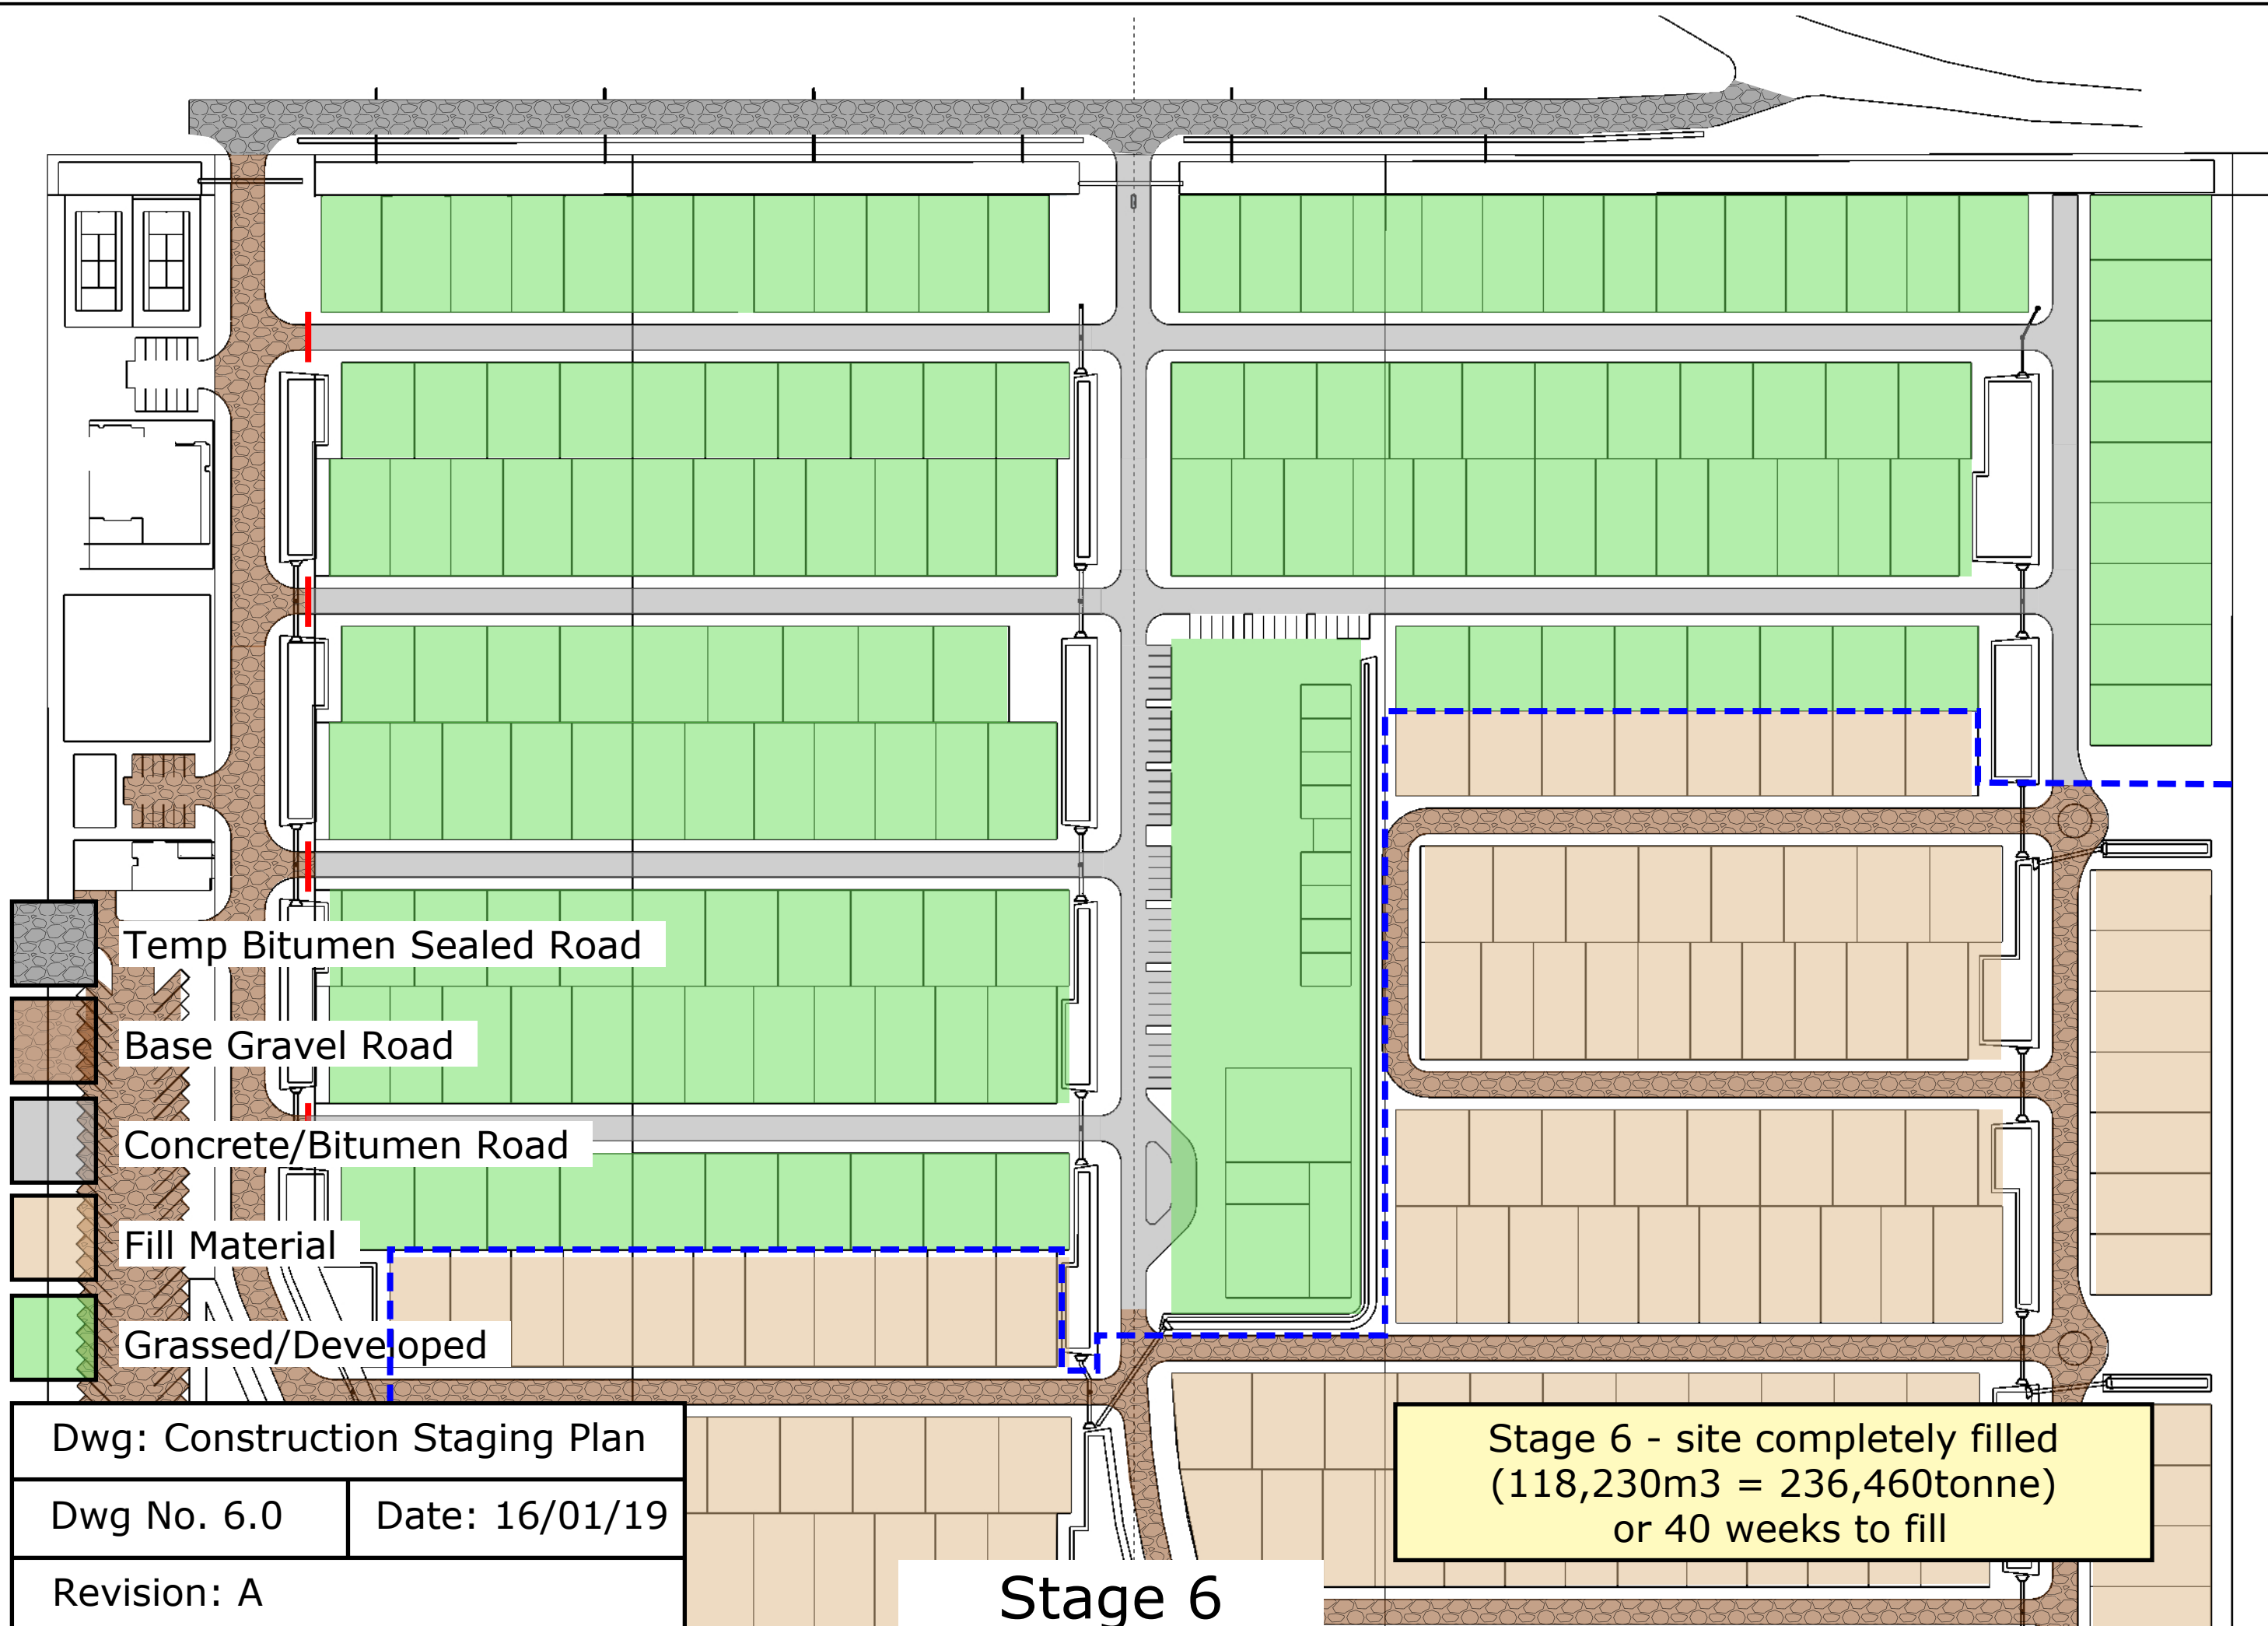 Temp Bitumen Sealed Road
Base Gravel Road
Concrete/Bitumen Road
Fill Material
Grassed/Developed
Dwg: Construction Staging Plan
Dwg No. 6.0
Date: 16/01/19
Revision: A
Stage 6
Stage 6 - site completely filled
(118,230m3 = 236,460tonne)
or 40 weeks to fill